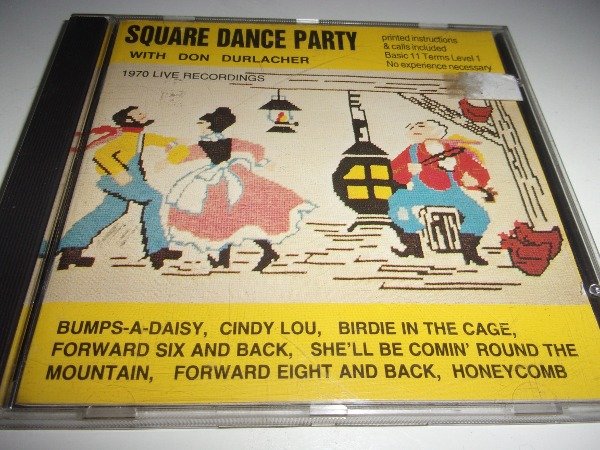 SQUARE DANCE PARTY
WITH DON DURLACHER
printed instructions
& calls included
Basic 11 Terms Level 1
No experience necessary
1970 LIVE RECORDINGS
BUMPS-A-DAISY, CINDY LOU, BIRDIE IN THE CAGE,
FORWARD SIX AND BACK, SHE'LL BE COMIN' ROUND THE
MOUNTAIN, FORWARD EIGHT AND BACK, HONEYCOMB